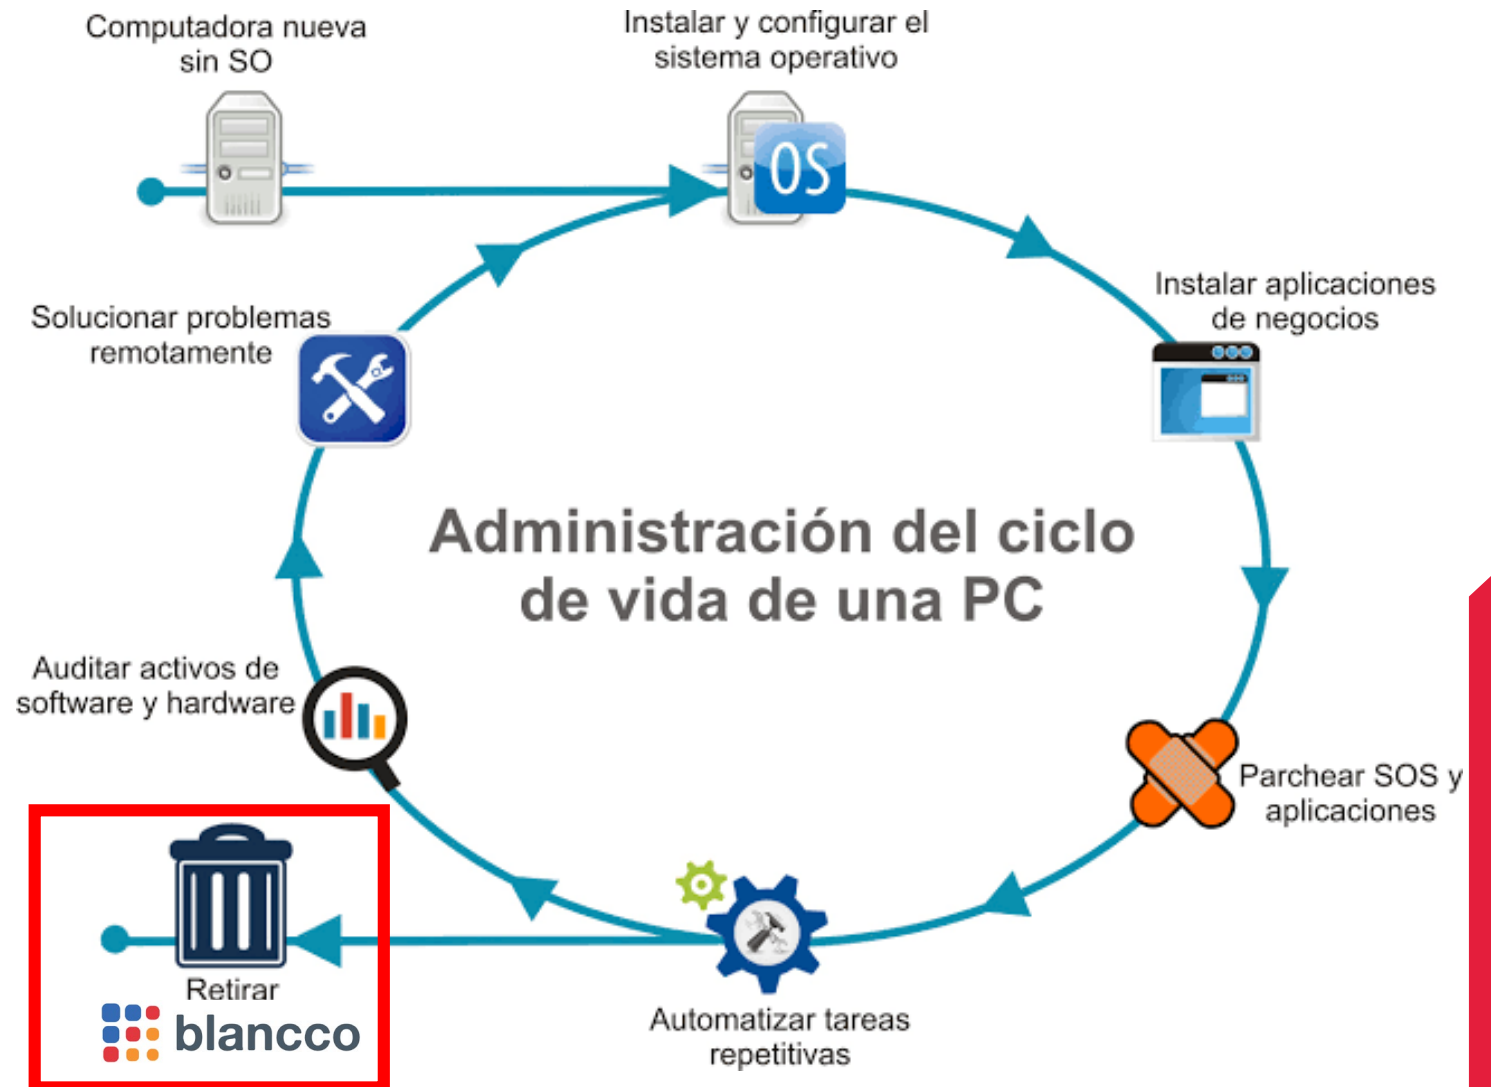 Computadora nueva
sin SO
Instalar y configurar el
sistema operativo
OS
Instalar aplicaciones
de negocios
Solucionar problemas
remotamente
Administración del ciclo
de vida de una PC
Auditar activos de
software y hardware
Parchear SOS y
aplicaciones
Retirar
blancco
Automatizar tareas
repetitivas